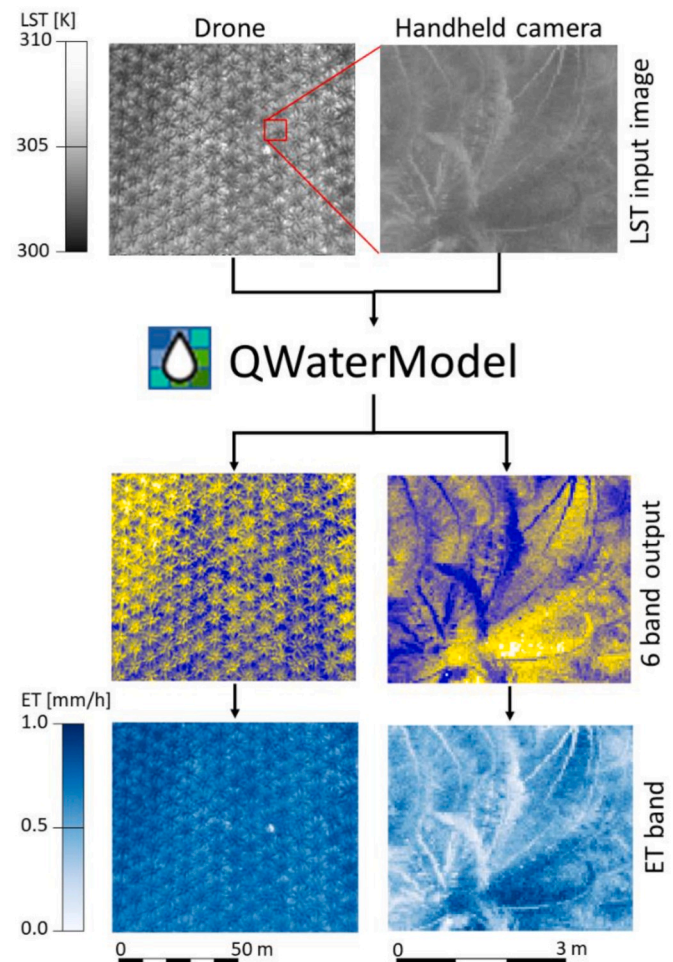 LST [K]
310
305
300
Drone
Handheld camera
LST input image
QWaterModel
6 band output
ET [mm/h]
1.0
0.5
0.0
ET band
0
50 m
0
3 m